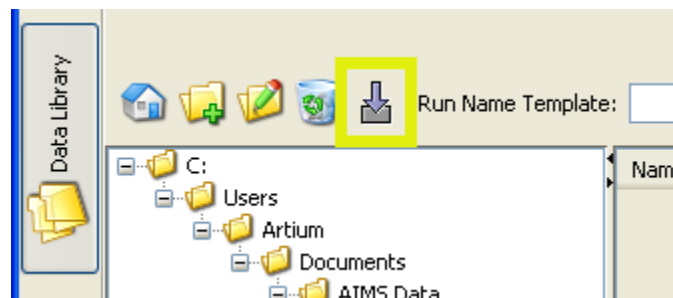 Data Library
Run Name Template:
C:
Users
Artium
Documents
AIMS Data
Nam